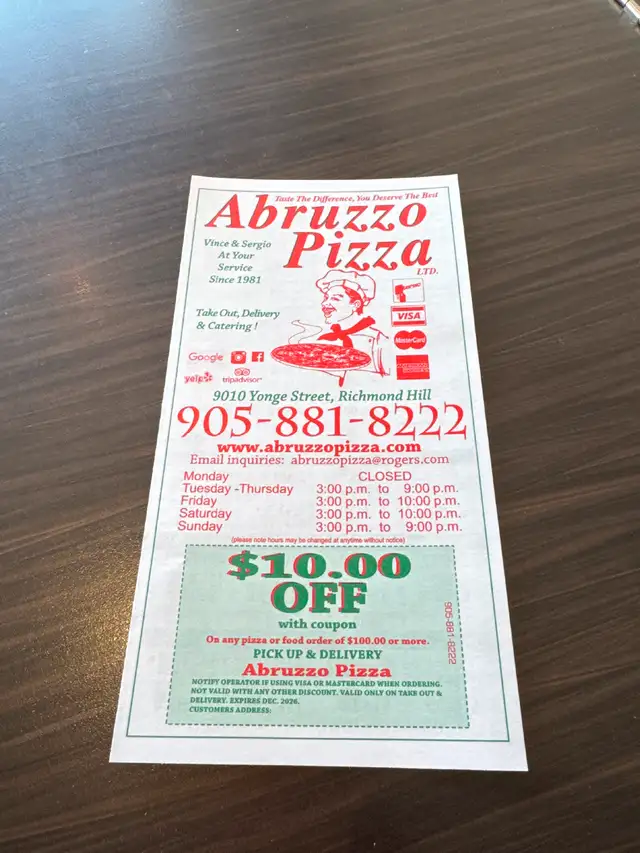 Taste The Difference, You Deserve The Best
Abruzzo
Pizza
LTD.
Vince & Sergio
At Your
Service
Since 1981
Take Out, Delivery
& Catering !
VISA
MasterCard
Google
yelp
tripadvisor
9010 Yonge Street, Richmond Hill
905-881-8222
www.abruzzopizza.com
Email inquiries: abruzzopizza@rogers.com
Monday CLOSED
Tuesday -Thursday 3:00 p.m. to 9:00 p.m.
Friday 3:00 p.m. to 10:00 p.m.
Saturday 3:00 p.m. to 10:00 p.m.
Sunday 3:00 p.m. to 9:00 p.m.
(please note hours may be changed at anytime without notice)
$10.00
OFF
with coupon
On any pizza or food order of $100.00 or more.
PICK UP & DELIVERY
Abruzzo Pizza
NOTIFY OPERATOR IF USING VISA OR MASTERCARD WHEN ORDERING.
NOT VALID WITH ANY OTHER DISCOUNT. VALID ONLY ON TAKE OUT &
DELIVERY. EXPIRES DEC. 2026.
CUSTOMERS ADDRESS:
905-881-8222